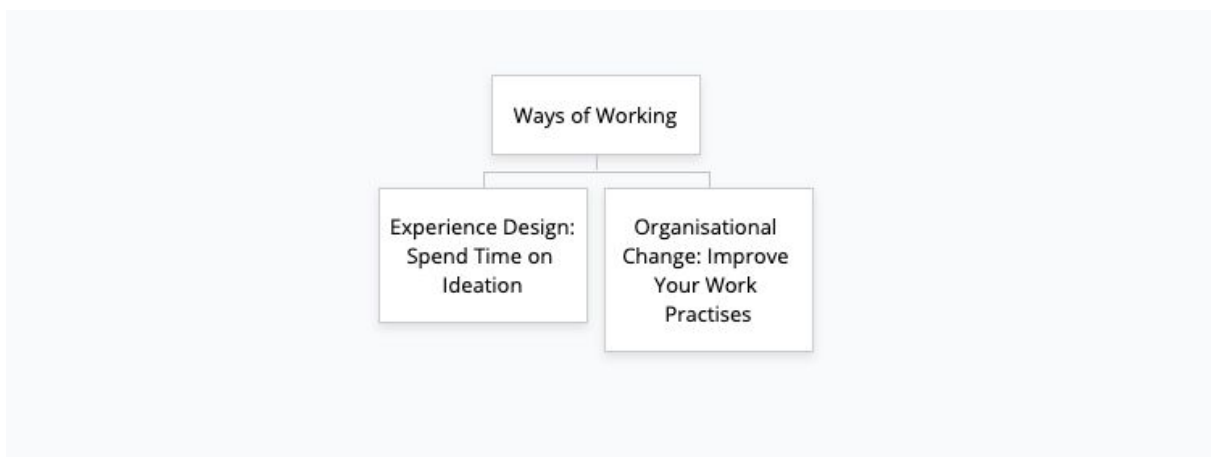 Ways of Working
Experience Design:
Spend Time on
Ideation
Organisational
Change: Improve
Your Work
Practises